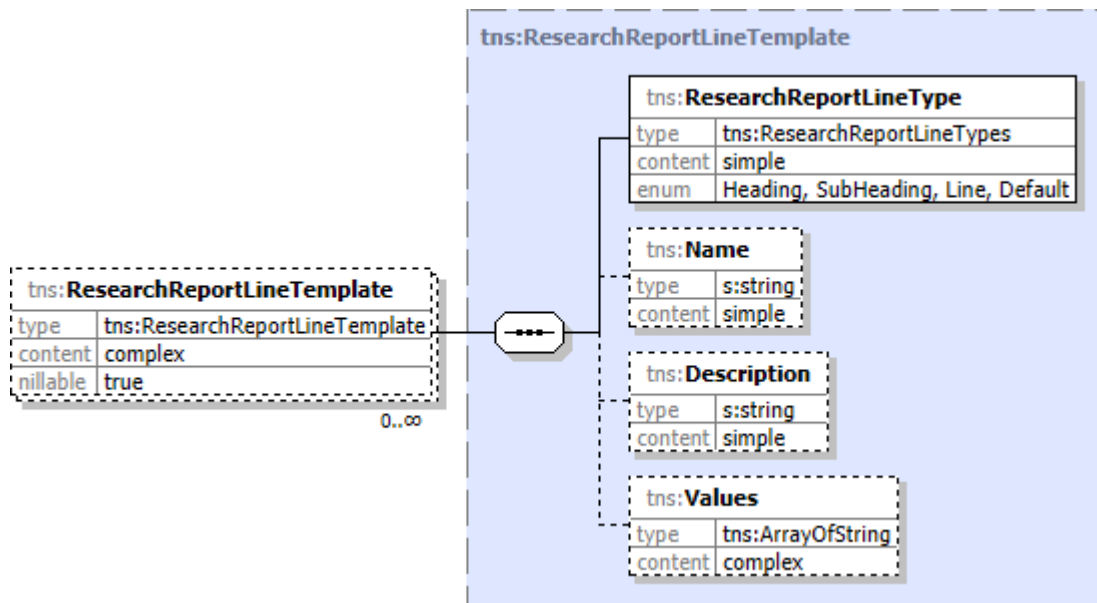 tns:ResearchReportLineTemplate
tns:ResearchReportLineType
type tns:ResearchReportLineTypes
content simple
enum Heading, SubHeading, Line, Default
tns:Name
type s:string
content simple
tns:ResearchReportLineTemplate
type tns:ResearchReportLineTemplate
content complex
nillable true
0..∞
tns:Description
type s:string
content simple
tns:Values
type tns:ArrayOfString
content complex